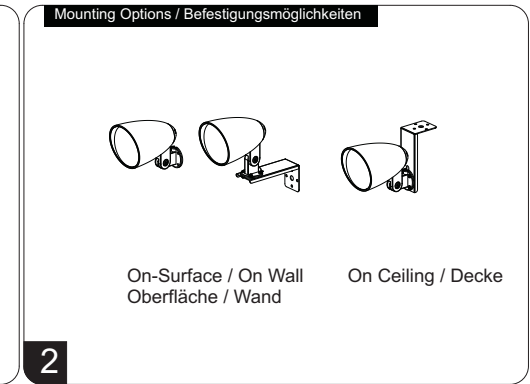 Mounting Options / Befestigungsmöglichkeiten
On-Surface / On Wall
Oberfläche / Wand
On Ceiling / Decke
2